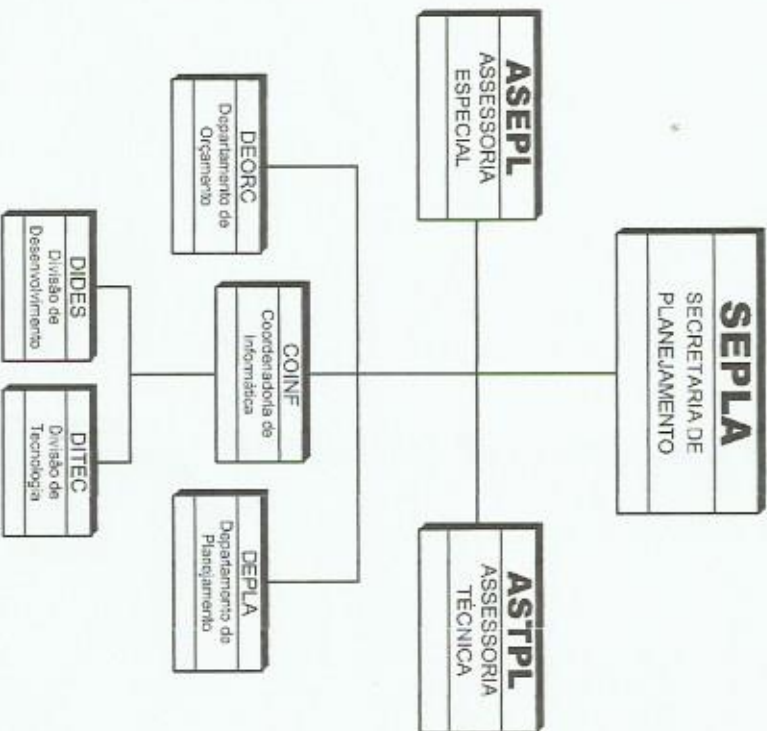 SEPLA
SECRETARIA DE
PLANEJAMENTO
ASEPL
ASSESSORIA
ESPECIAL
ASTPL
ASSESSORIA
TÉCNICA
DEORC
Departamento de
Orçamento
COINF
Coordenadoria de
Informática
DEPLA
Departamento de
Planejamento
DIDES
Divisão de
Desenvolvimento
DITEC
Divisão de
Tecnologia